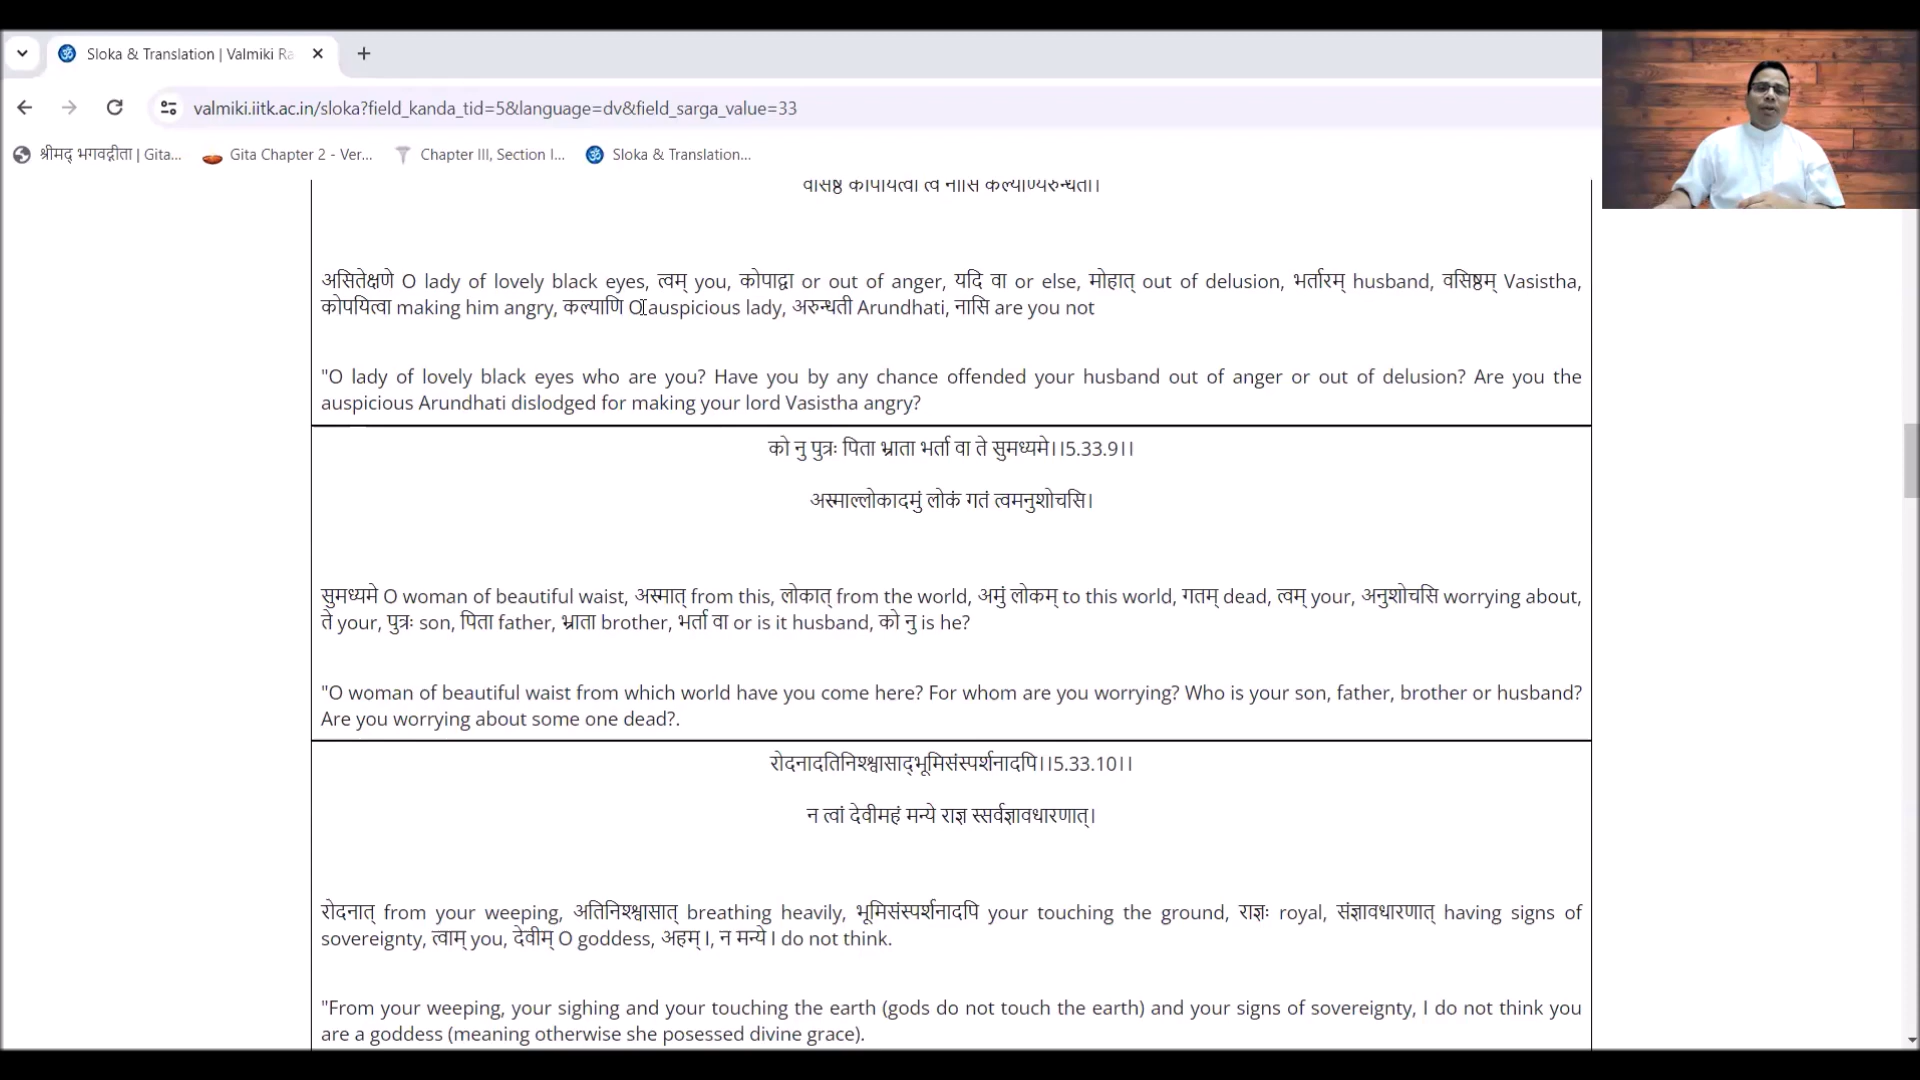 Sloka & Translation | Valmiki Ra
valmiki.iitk.ac.in/sloka?field_kanda_tid=5&language=dv&field_sarga_value=33
श्रीमद् भगवद्गीता | Gita...
Gita Chapter 2 - Ver...
Chapter III, Section I...
Sloka & Translation...
वसिष्ठं कोपयित्वा त्वं नासि कल्याण्यरुन्धती।
असितेक्षणे O lady of lovely black eyes, त्वम् you, कोपाद्वा or out of anger, यदि वा or else, मोहात् out of delusion, भर्तारम् husband, वसिष्ठम् Vasistha,
कोपयित्वा making him angry, कल्याणि O auspicious lady, अरुन्धती Arundhati, नासि are you not
"O lady of lovely black eyes who are you? Have you by any chance offended your husband out of anger or out of delusion? Are you the
auspicious Arundhati dislodged for making your lord Vasistha angry?
को नु पुत्रः पिता भ्राता भर्ता वा ते सुमध्यमे।।5.33.9।।
अस्माल्लोकादमुं लोकं गतं त्वमनुशोचसि।
सुमध्यमे O woman of beautiful waist, अस्मात् from this, लोकात् from the world, अमुं लोकम् to this world, गतम् dead, त्वम् your, अनुशोचसि worrying about,
ते your, पुत्रः son, पिता father, भ्राता brother, भर्ता वा or is it husband, को नु is he?
"O woman of beautiful waist from which world have you come here? For whom are you worrying? Who is your son, father, brother or husband?
Are you worrying about some one dead?.
रोदनादतिनिश्श्वासाद्भूमिसंस्पर्शनादपि।।5.33.10।।
न त्वां देवीमहं मन्ये राज्ञ स्सर्वज्ञावधारणात्।
रोदनात् from your weeping, अतिनिश्श्वासात् breathing heavily, भूमिसंस्पर्शनादपि your touching the ground, राज्ञः royal, संज्ञावधारणात् having signs of
sovereignty, त्वाम् you, देवीम् O goddess, अहम् I, न मन्ये I do not think.
"From your weeping, your sighing and your touching the earth (gods do not touch the earth) and your signs of sovereignty, I do not think you
are a goddess (meaning otherwise she posessed divine grace).